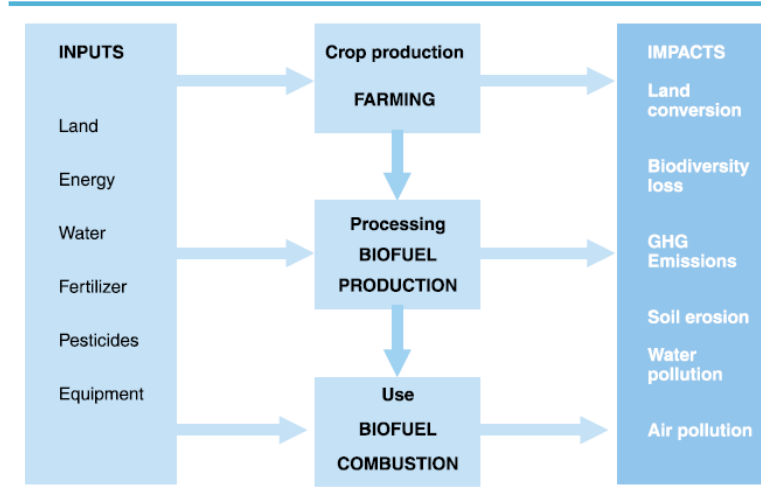 INPUTS
Land
Energy
Water
Fertilizer
Pesticides
Equipment
Crop production
FARMING
Processing
BIOFUEL
PRODUCTION
Use
BIOFUEL
COMBUSTION
IMPACTS
Land
conversion
Biodiversity
loss
GHG
Emissions
Soil erosion
Water
pollution
Air pollution